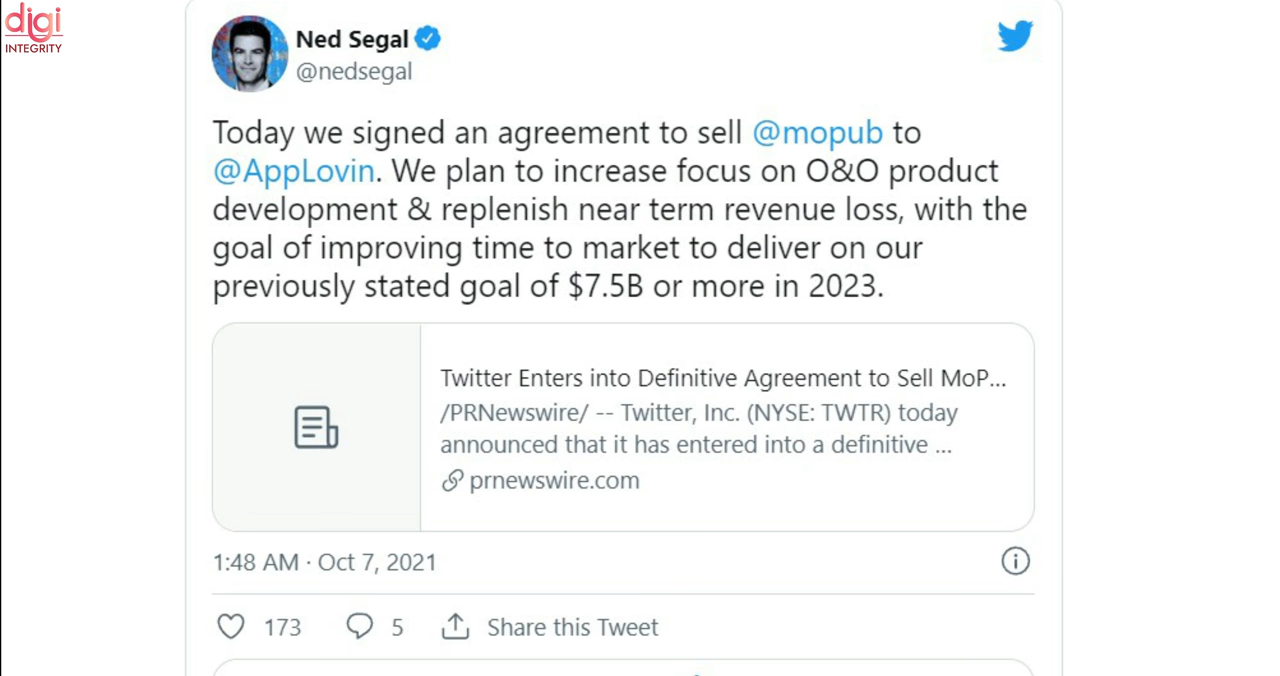 digi
INTEGRITY
Ned Segal
@nedsegal
Today we signed an agreement to sell @mopub to
@AppLovin. We plan to increase focus on O&O product
development & replenish near term revenue loss, with the
goal of improving time to market to deliver on our
previously stated goal of $7.5B or more in 2023.
Twitter Enters into Definitive Agreement to Sell MoP...
/PRNewswire/ -- Twitter, Inc. (NYSE: TWTR) today
announced that it has entered into a definitive ...
prnewswire.com
1:48 AM · Oct 7, 2021
173 5 Share this Tweet